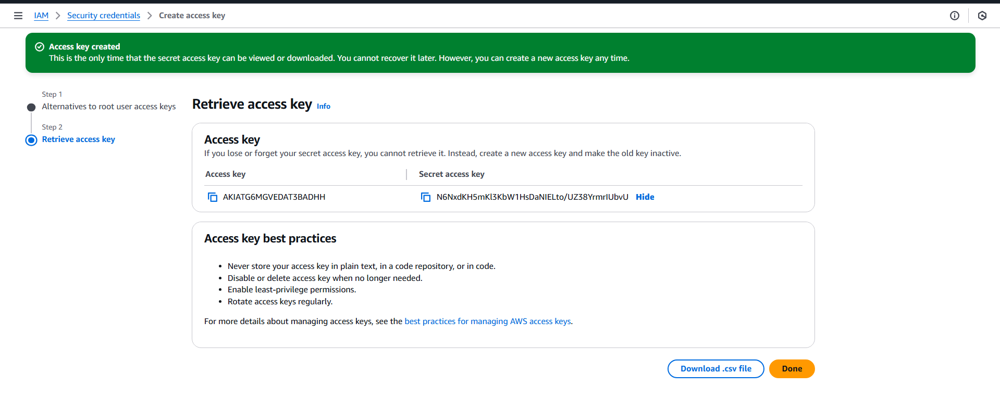 IAM > Security credentials > Create access key
Access key created
This is the only time that the secret access key can be viewed or downloaded. You cannot recover it later. However, you can create a new access key any time.
Step 1
Alternatives to root user access keys
Step 2
Retrieve access key
Retrieve access key Info
Access key
If you lose or forget your secret access key, you cannot retrieve it. Instead, create a new access key and make the old key inactive.
Access key Secret access key
AKIATG6MGVEDAT3BADHH N6NxdKH5mKl3KbW1HsDaNIELto/UZ38YrmrIUbvU Hide
Access key best practices
• Never store your access key in plain text, in a code repository, or in code.
• Disable or delete access key when no longer needed.
• Enable least-privilege permissions.
• Rotate access keys regularly.
For more details about managing access keys, see the best practices for managing AWS access keys.
Download .csv file Done